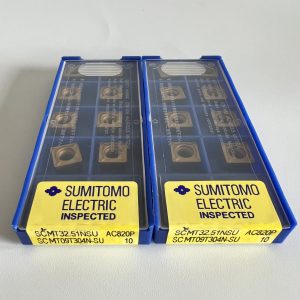 SUMITOMO
ELECTRIC
INSPECTED
SCMT32.51NSU AC820P
SCMT09T304N-SU 10
SUMITOMO
ELECTRIC
INSPECTED
SCMT32.51NSU AC820P
SCMT09T304N-SU 10